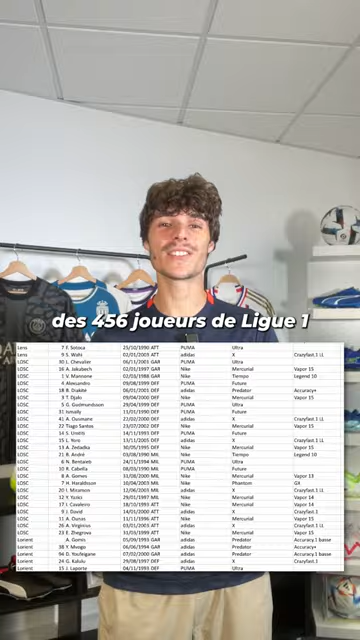 des 456 joueurs de Ligue 1
Lens 7 F. Sotoca 25/10/1990 ATT PUMA Ultra
Lens 9 S. Wahi 02/01/2003 ATT adidas X Crazyfast.1 LL
LOSC 30 L. Chevalier 06/11/2001 GAR PUMA Ultra
LOSC 16 A. Jakubech 02/01/1997 GAR Nike Mercurial Vapor 15
LOSC 1 V. Mannone 02/03/1988 GAR Nike Tiempo Legend 10
LOSC 4 Alexsandro 09/08/1999 DEF PUMA Future
LOSC 18 B. Diakité 05/01/2001 DEF adidas Predator Accuracy+
LOSC 3 T. Djalo 09/04/2000 DEF Nike Mercurial Vapor 15
LOSC 5 G. Gudmundsson 29/04/1999 DEF PUMA Ultra
LOSC 31 Ismaily 11/01/1990 DEF PUMA Future
LOSC 41 A. Ousmane 22/02/2000 DEF adidas X Crazyfast.1 LL
LOSC 22 Tiago Santos 23/07/2002 DEF Nike Mercurial Vapor 15
LOSC 14 S. Umtiti 14/11/1993 DEF PUMA Future
LOSC 15 L. Yoro 13/11/2005 DEF adidas X Crazyfast.1 LL
LOSC 13 A. Zedadka 30/05/1995 DEF Nike Mercurial Vapor 15
LOSC 21 B. André 03/08/1990 MIL Nike Tiempo Legend 10
LOSC 6 N. Bentaleb 24/11/1994 MIL PUMA Ultra
LOSC 10 R. Cabella 08/03/1990 MIL PUMA Future
LOSC 8 A. Gomes 31/08/2000 MIL Nike Mercurial Vapor 13
LOSC 7 H. Haraldsson 10/04/2003 MIL Nike Phantom GX
LOSC 20 I. Miramon 12/06/2003 MIL adidas X Crazyfast.1 LL
LOSC 12 Y. Yazici 29/01/1997 MIL Nike Mercurial Vapor 14
LOSC 17 I. Cavaleiro 18/10/1993 ATT Nike Mercurial Vapor 14
LOSC 9 J. David 14/01/2000 ATT adidas X Crazyfast.1
LOSC 11 A. Ounas 11/11/1996 ATT Nike Mercurial Vapor 15
LOSC 26 A. Virginius 03/01/2003 ATT adidas X Crazyfast.1 LL
LOSC 23 E. Zhegrova 31/03/1999 ATT Nike Mercurial Vapor 15
Lorient A. Gomis 05/09/1993 GAR adidas Predator Accuracy.1 basse
Lorient 38 Y. Mvogo 06/06/1994 GAR adidas Predator Accuracy+
Lorient 94 D. Youfeigane 07/02/2000 GAR adidas Predator Accuracy.1 basse
Lorient 24 G. Kalulu 29/08/1995 DEF adidas X Crazyfast.1
Lorient 15 J. Laporte 04/11/1993 DEF PUMA Ultra